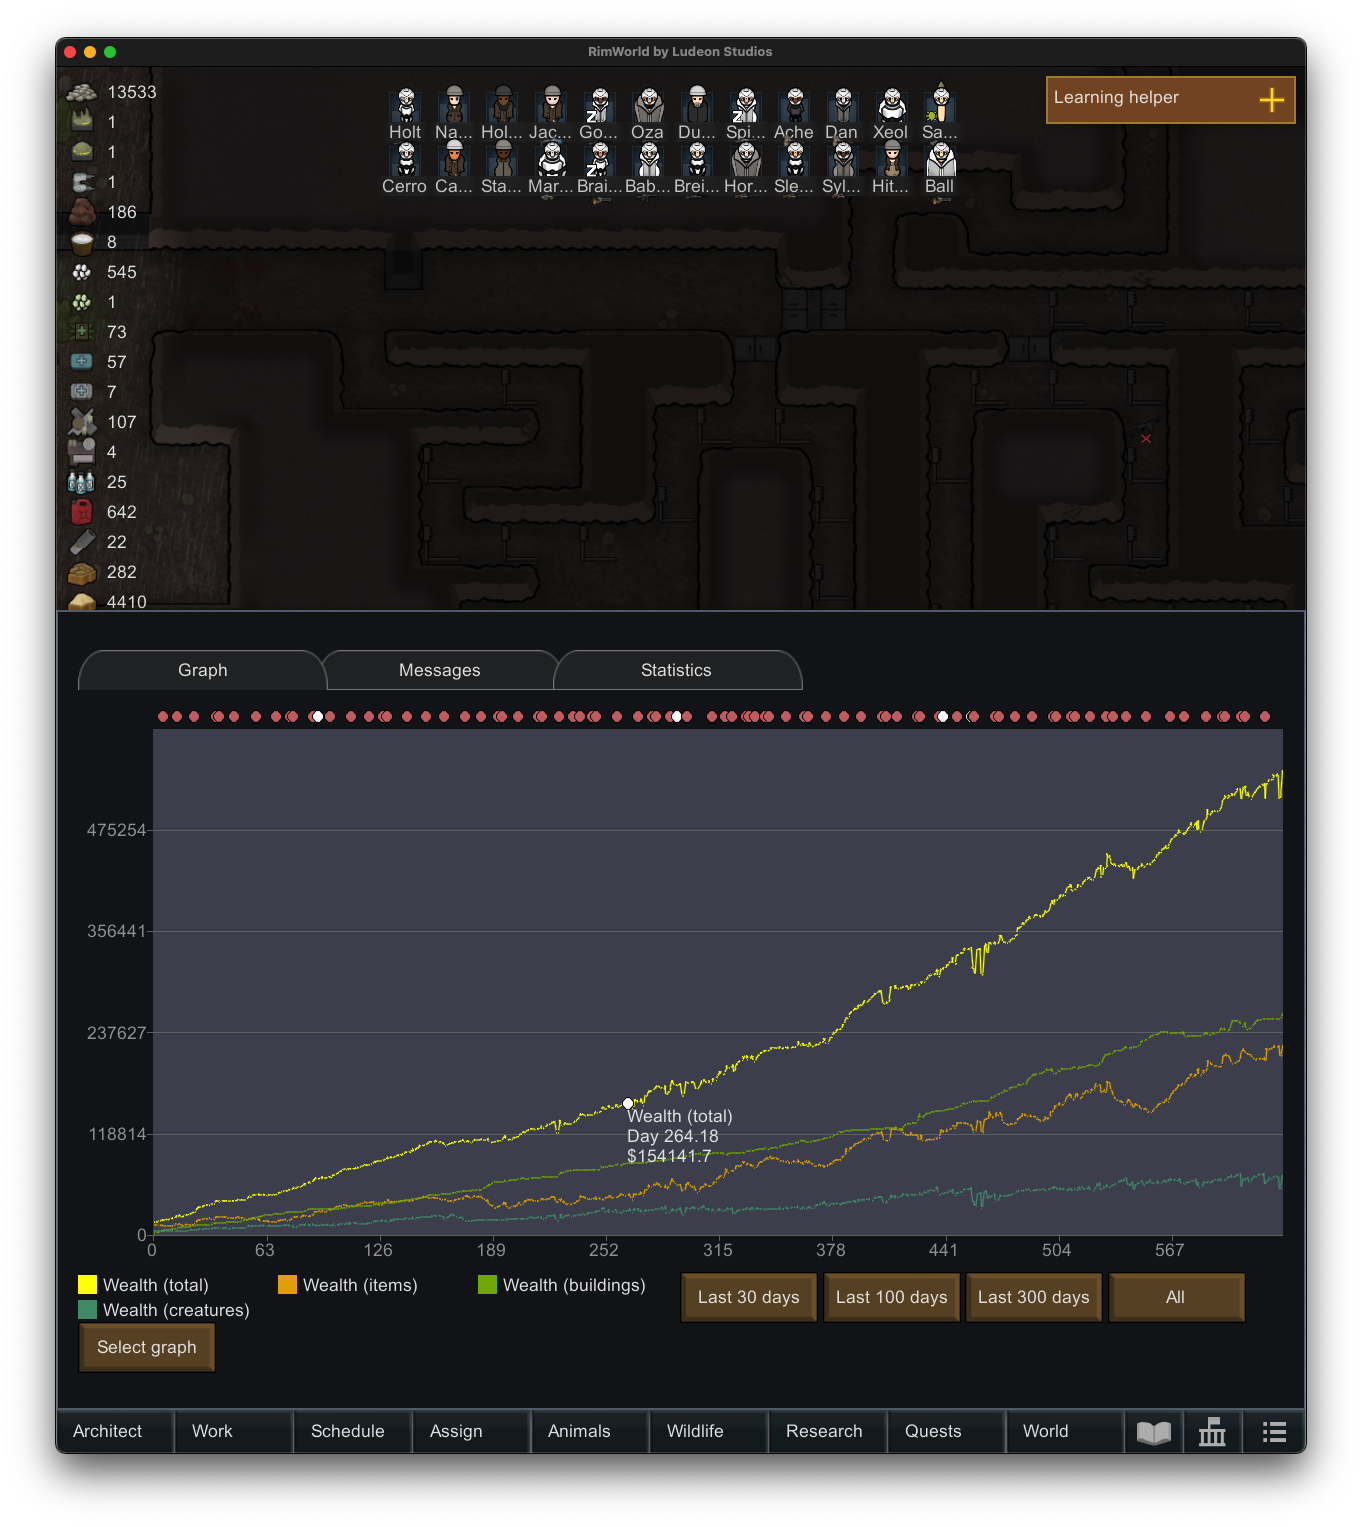 RimWorld by Ludeon Studios
13533
1
1
1
186
8
545
1
73
57
7
107
4
25
642
22
282
4410
Holt Na... Hol... Jac... Go... Oza Du... Spi... Ache Dan Xeol Sa...
Cerro Ca... Sta... Mar... Brai... Bab... Brei... Hor... Sle... Syl... Hit... Ball
Learning helper
Graph Messages Statistics
475254
356441
237627
118814
0
Wealth (total)
Day 264.18
$154141.7
0 63 126 189 252 315 378 441 504 567
Wealth (total) Wealth (items) Wealth (buildings)
Wealth (creatures)
Last 30 days Last 100 days Last 300 days All
Select graph
Architect Work Schedule Assign Animals Wildlife Research Quests World